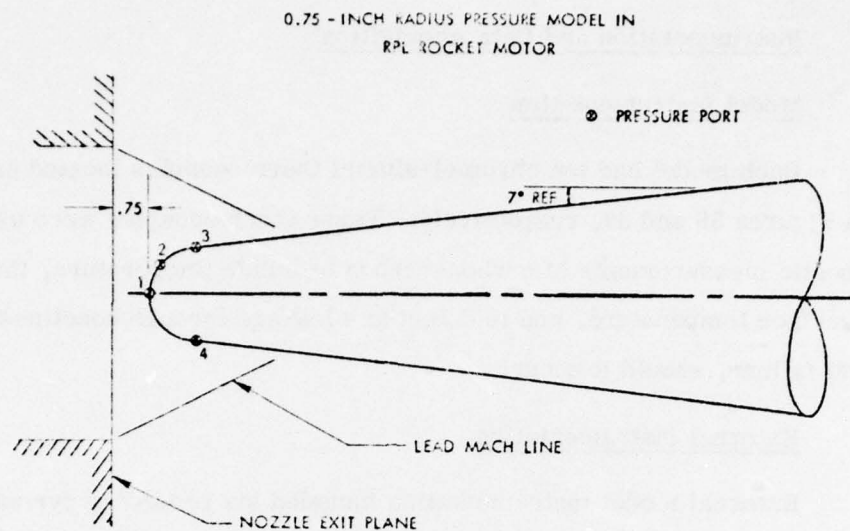 0.75 - INCH RADIUS PRESSURE MODEL IN
RPL ROCKET MOTOR
PRESSURE PORT
7° REF
.75
3
2
1
4
LEAD MACH LINE
NOZZLE EXIT PLANE